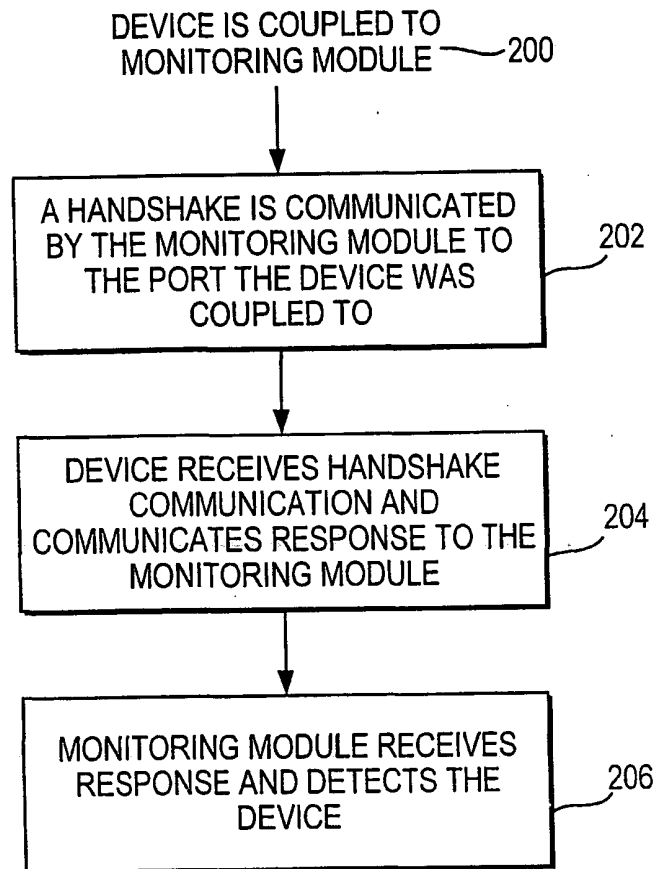 DEVICE IS COUPLED TO
MONITORING MODULE 200
A HANDSHAKE IS COMMUNICATED
BY THE MONITORING MODULE TO
THE PORT THE DEVICE WAS
COUPLED TO
202
DEVICE RECEIVES HANDSHAKE
COMMUNICATION AND
COMMUNICATES RESPONSE TO THE
MONITORING MODULE
204
MONITORING MODULE RECEIVES
RESPONSE AND DETECTS THE
DEVICE
206